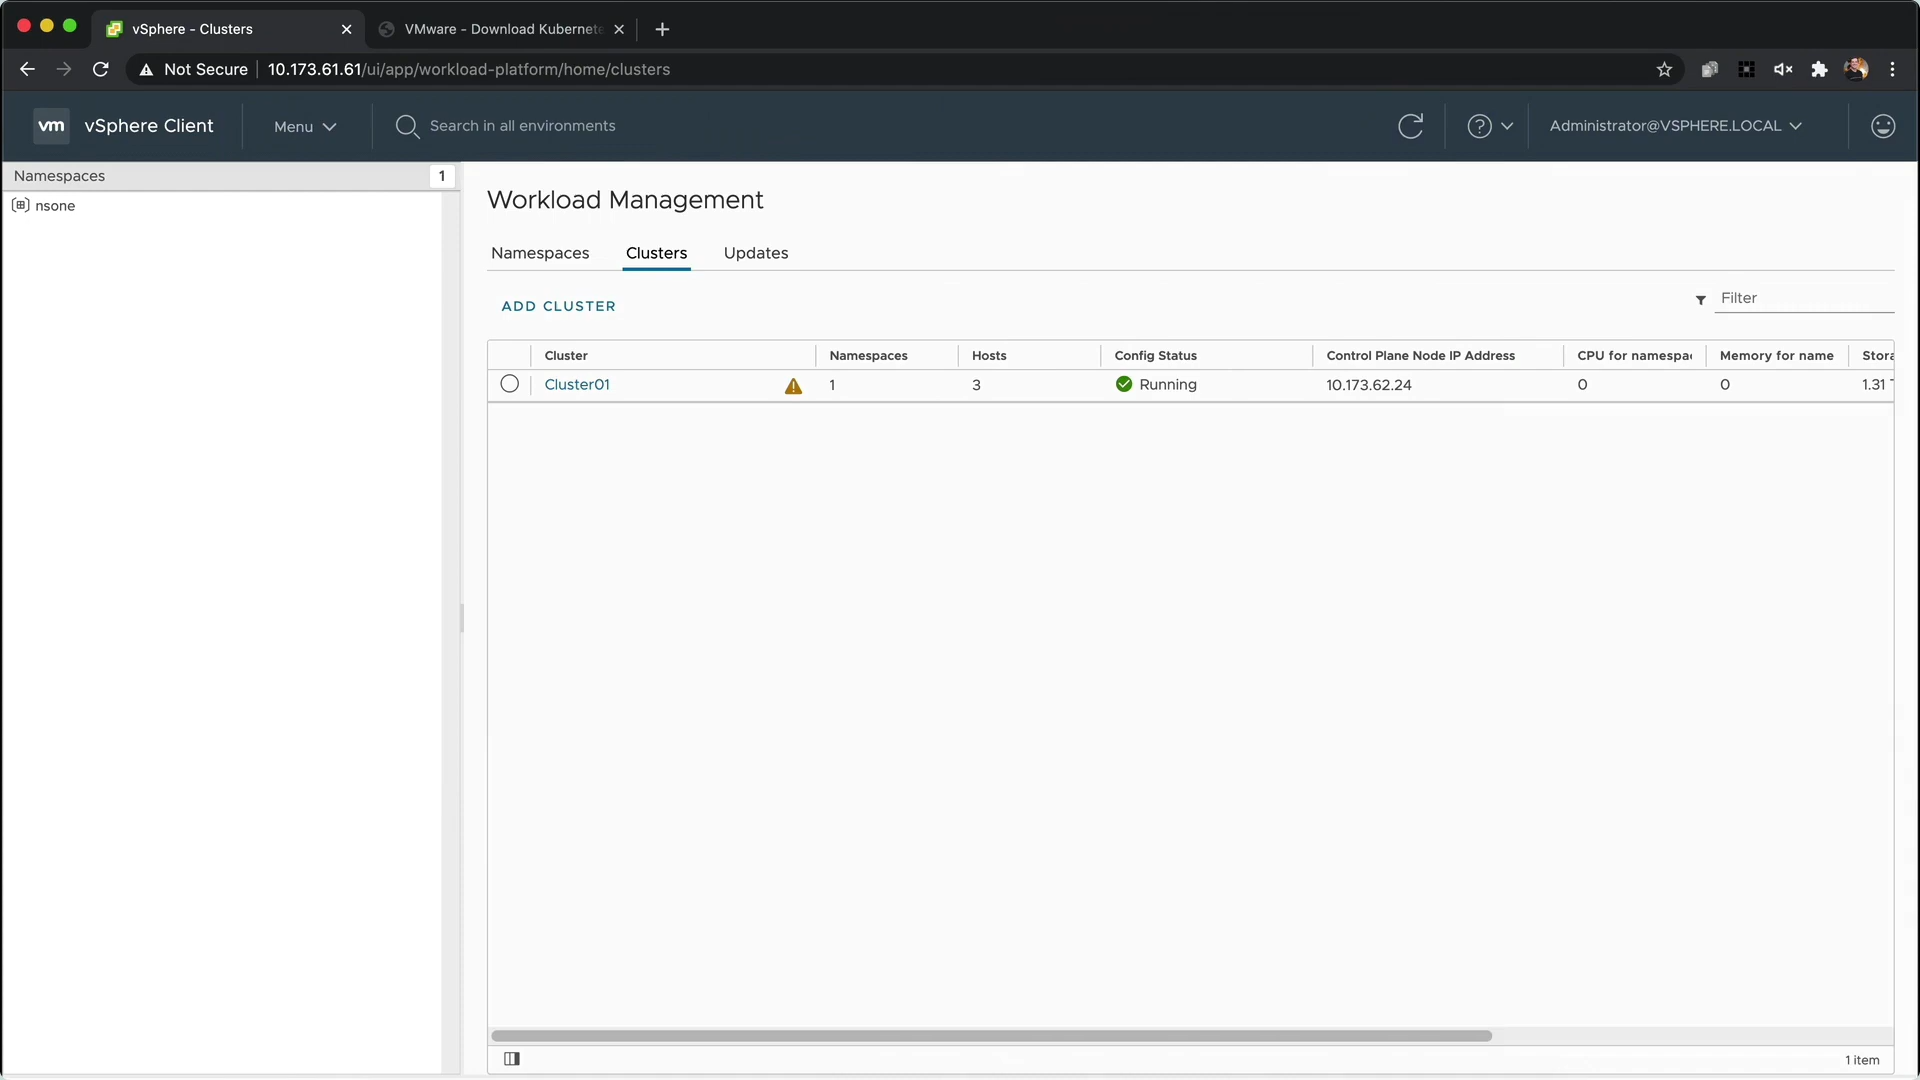 vSphere - Clusters
VMware - Download Kubernete
Not Secure
10.173.61.61/ui/app/workload-platform/home/clusters
vm
vSphere Client
Menu
Search in all environments
?
Administrator@VSPHERE.LOCAL
Namespaces
1
nsone
Workload Management
Namespaces
Clusters
Updates
ADD CLUSTER
Filter
Cluster
Namespaces
Hosts
Config Status
Control Plane Node IP Address
CPU for namespac
Memory for name
Stora
Cluster01
1
3
Running
10.173.62.24
0
0
1.31 T
1 item